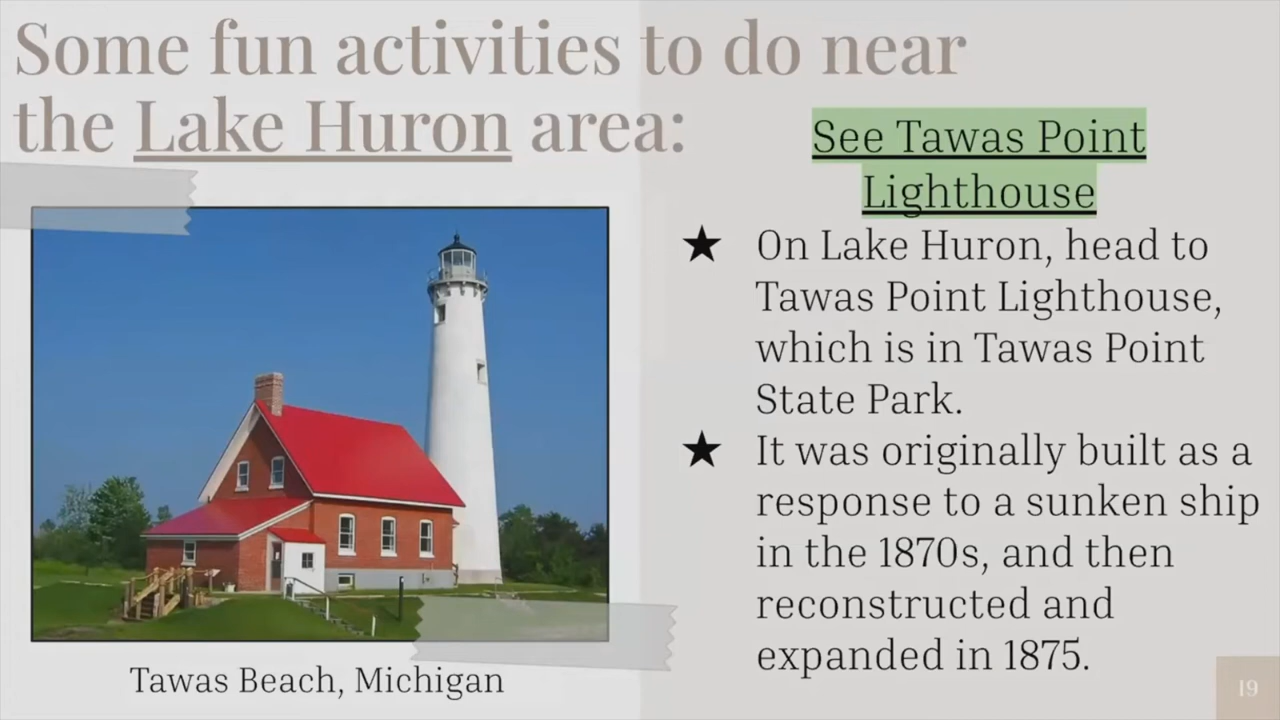 Some fun activities to do near
the Lake Huron area:
See Tawas Point
Lighthouse
★ On Lake Huron, head to
Tawas Point Lighthouse,
which is in Tawas Point
State Park.
★ It was originally built as a
response to a sunken ship
in the 1870s, and then
reconstructed and
expanded in 1875.
Tawas Beach, Michigan
19